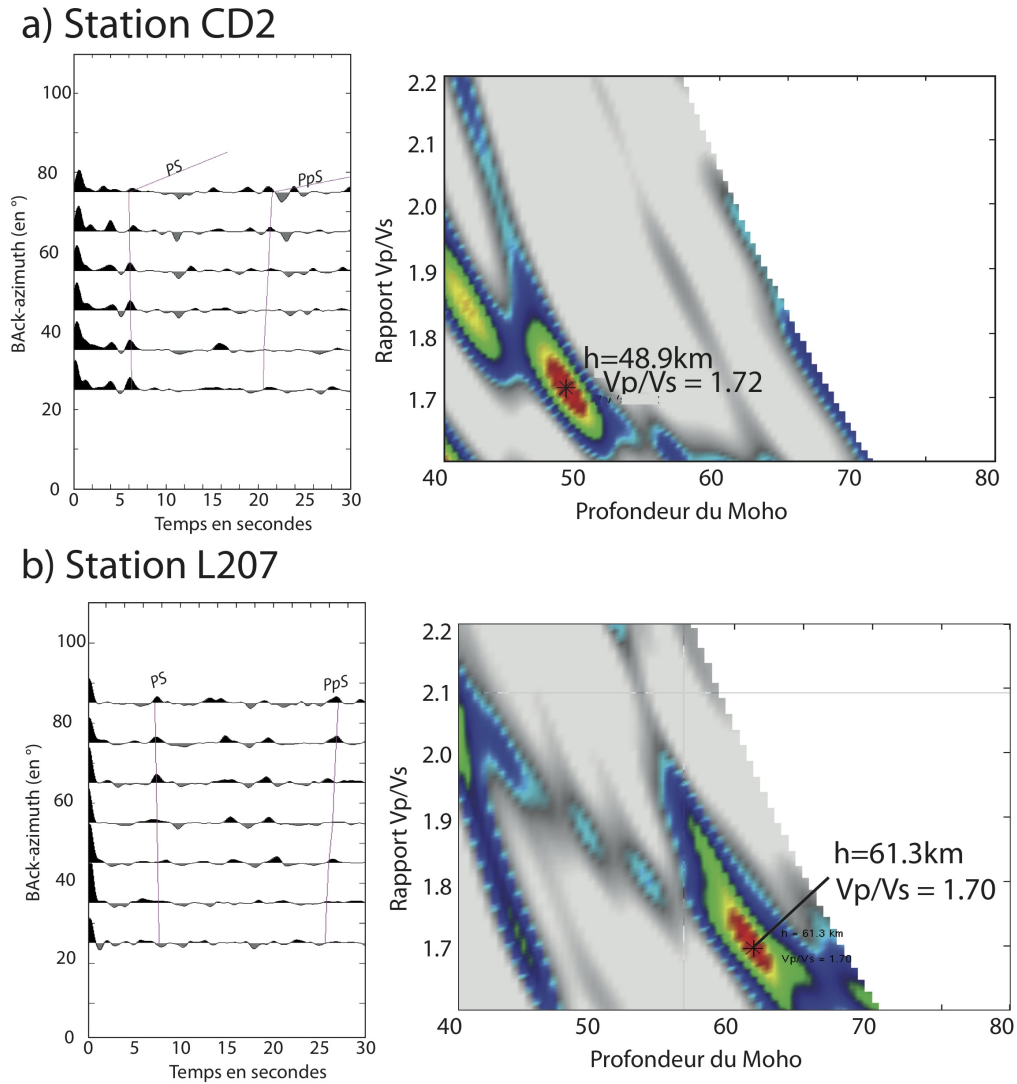 a) Station CD2
BAck-azimuth (en °)
100
80
60
40
20
0
PS
PpS
0 5 10 15 20 25 30
Temps en secondes
Rapport Vp/Vs
2.2
2.1
2.0
1.9
1.8
1.7
h=48.9km
Vp/Vs = 1.72
40 50 60 70 80
Profondeur du Moho
b) Station L207
BAck-azimuth (en °)
100
80
60
40
20
0
PS
PpS
0 5 10 15 20 25 30
Temps en secondes
Rapport Vp/Vs
2.2
2.1
2.0
1.9
1.8
1.7
h=61.3km
Vp/Vs = 1.70
h = 61.3 km
Vp/Vs = 1.70
40 50 60 70 80
Profondeur du Moho